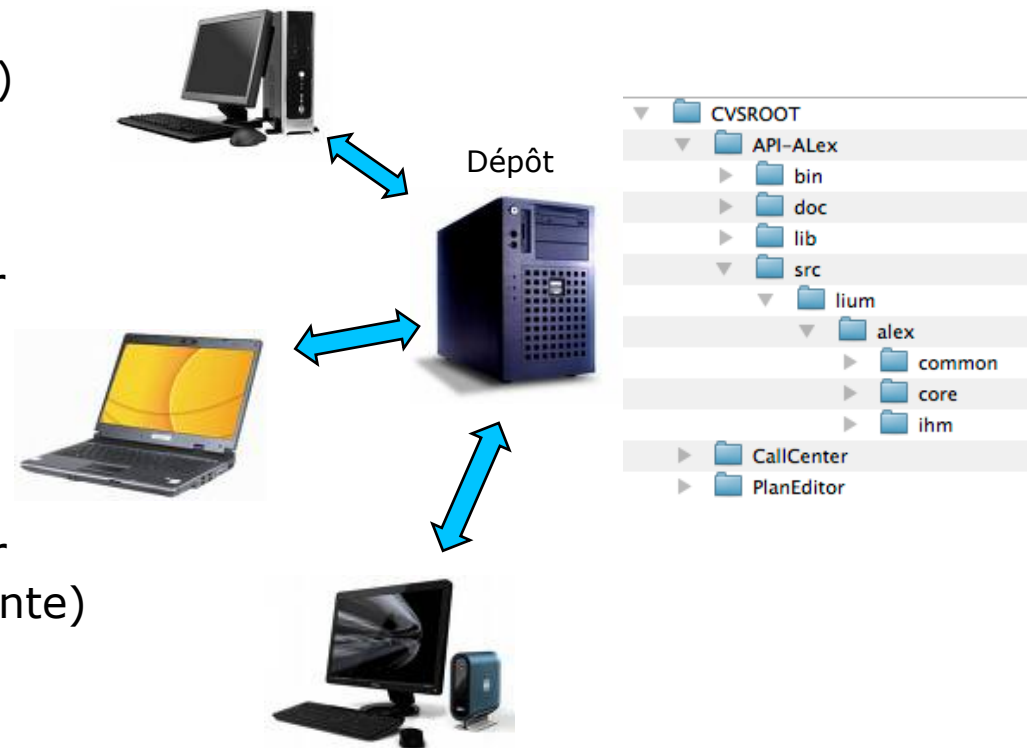 )
Dépôt
r
r
nte)
CVSROOT
API-ALex
bin
doc
lib
src
lium
alex
common
core
ihm
CallCenter
PlanEditor